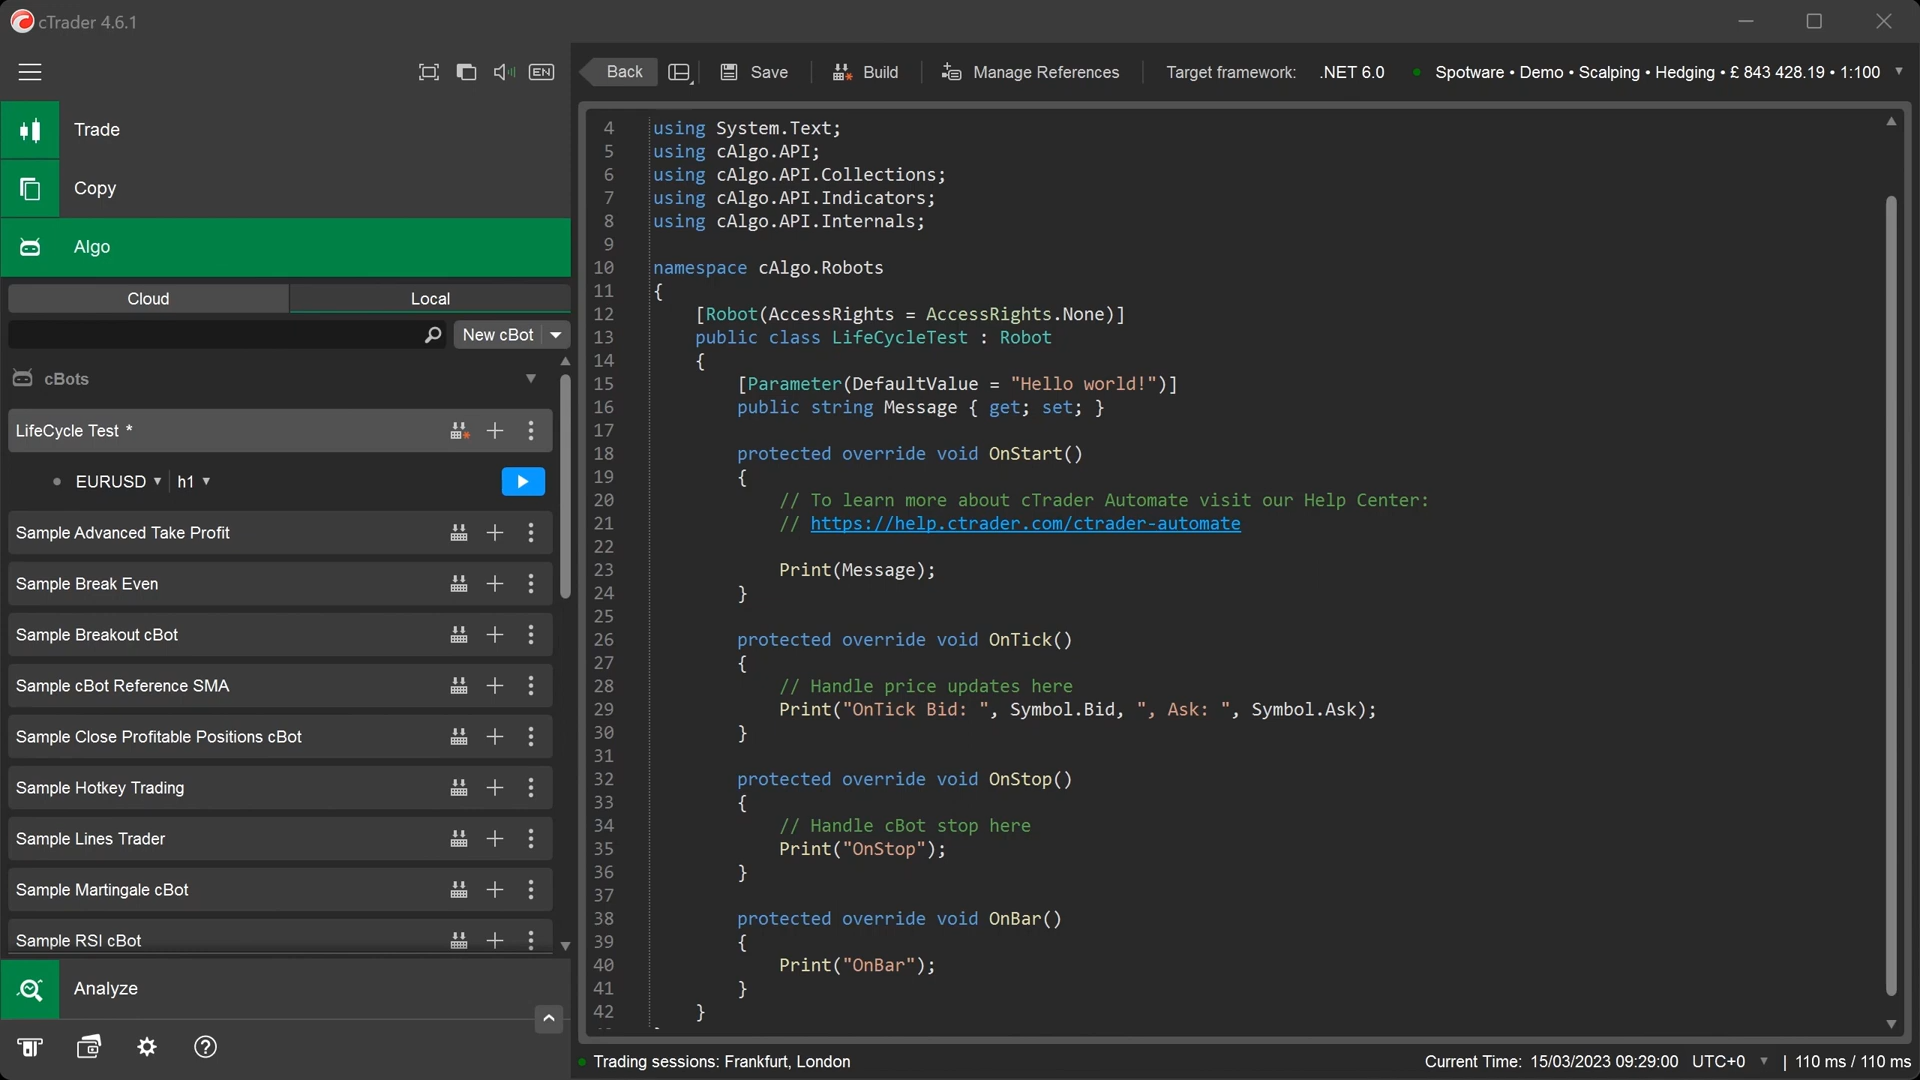 cTrader 4.6.1
EN
Back
Save
Build
Manage References
Target framework: .NET 6.0
Spotware • Demo • Scalping • Hedging • £ 843 428.19 • 1:100
Trade
Copy
Algo
Cloud
Local
New cBot
cBots
LifeCycle Test *
EURUSD
h1
Sample Advanced Take Profit
Sample Break Even
Sample Breakout cBot
Sample cBot Reference SMA
Sample Close Profitable Positions cBot
Sample Hotkey Trading
Sample Lines Trader
Sample Martingale cBot
Sample RSI cBot
Analyze
4 using System.Text;
5 using cAlgo.API;
6 using cAlgo.API.Collections;
7 using cAlgo.API.Indicators;
8 using cAlgo.API.Internals;
9
10 namespace cAlgo.Robots
11 {
12 [Robot(AccessRights = AccessRights.None)]
13 public class LifeCycleTest : Robot
14 {
15 [Parameter(DefaultValue = "Hello world!")]
16 public string Message { get; set; }
17
18 protected override void OnStart()
19 {
20 // To learn more about cTrader Automate visit our Help Center:
21 // https://help.ctrader.com/ctrader-automate
22
23 Print(Message);
24 }
25
26 protected override void OnTick()
27 {
28 // Handle price updates here
29 Print("OnTick Bid: ", Symbol.Bid, ", Ask: ", Symbol.Ask);
30 }
31
32 protected override void OnStop()
33 {
34 // Handle cBot stop here
35 Print("OnStop");
36 }
37
38 protected override void OnBar()
39 {
40 Print("OnBar");
41 }
42 }
Trading sessions: Frankfurt, London
Current Time: 15/03/2023 09:29:00 UTC+0 | 110 ms / 110 ms